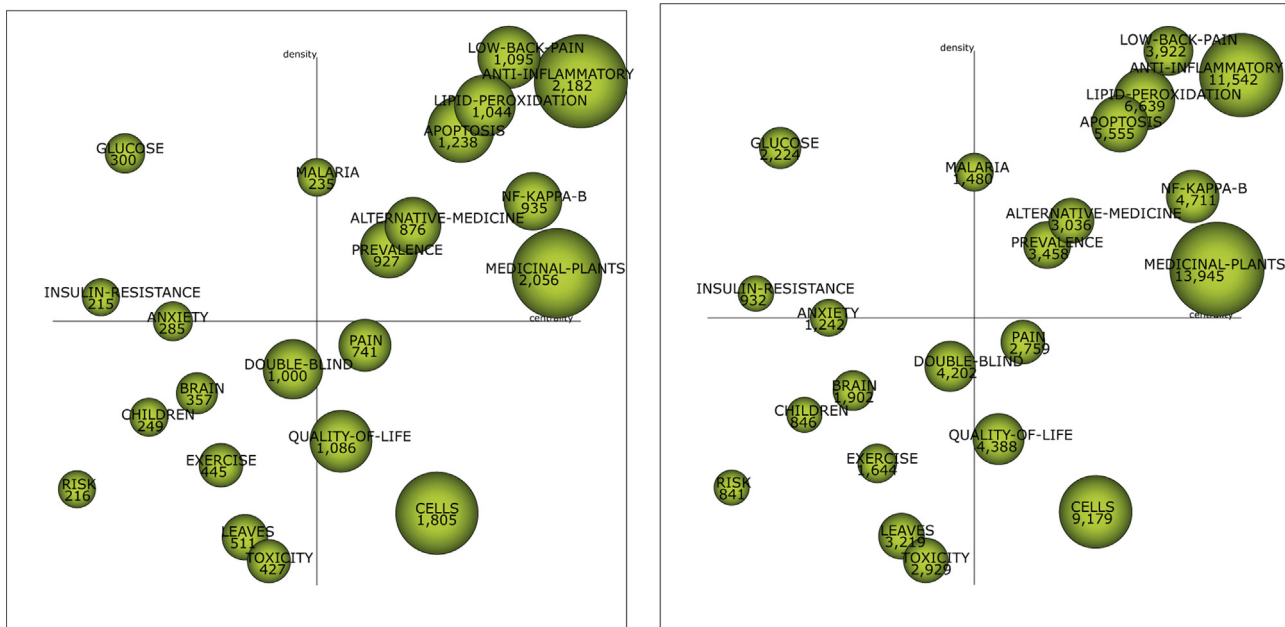 density
LOW-BACK-PAIN
1,095
ANTI-INFLAMMATORY
2,182
LIPID-PEROXIDATION
1,044
APOPTOSIS
1,238
GLUCOSE
300
MALARIA
235
NF-KAPPA-B
935
ALTERNATIVE-MEDICINE
876
PREVALENCE
927
MEDICINAL-PLANTS
2,056
INSULIN-RESISTANCE
215
ANXIETY
285
centrality
PAIN
741
DOUBLE-BLIND
1,000
BRAIN
357
CHILDREN
249
QUALITY-OF-LIFE
1,086
EXERCISE
445
RISK
216
CELLS
1,805
LEAVES
511
TOXICITY
427
density
LOW-BACK-PAIN
3,922
ANTI-INFLAMMATORY
11,542
LIPID-PEROXIDATION
6,639
APOPTOSIS
5,555
GLUCOSE
2,224
MALARIA
1,480
NF-KAPPA-B
4,711
ALTERNATIVE-MEDICINE
3,036
PREVALENCE
3,458
MEDICINAL-PLANTS
13,945
INSULIN-RESISTANCE
932
ANXIETY
1,242
centrality
PAIN
2,759
DOUBLE-BLIND
4,202
BRAIN
1,902
CHILDREN
846
QUALITY-OF-LIFE
4,388
EXERCISE
1,644
RISK
841
CELLS
9,179
LEAVES
3,219
TOXICITY
2,929